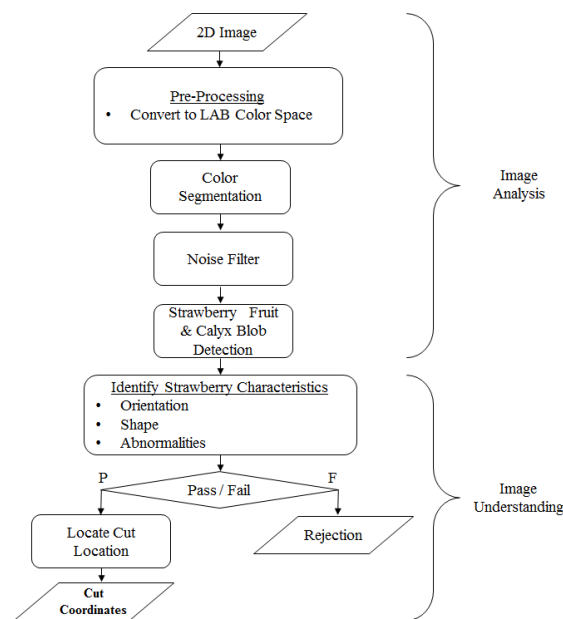 2D Image
Pre-Processing
• Convert to LAB Color Space
Color
Segmentation
Image
Analysis
Noise Filter
Strawberry Fruit
& Calyx Blob
Detection
Identify Strawberry Characteristics
• Orientation
• Shape
• Abnormalities
P
Pass / Fail
F
Image
Understanding
Locate Cut
Location
Rejection
Cut
Coordinates